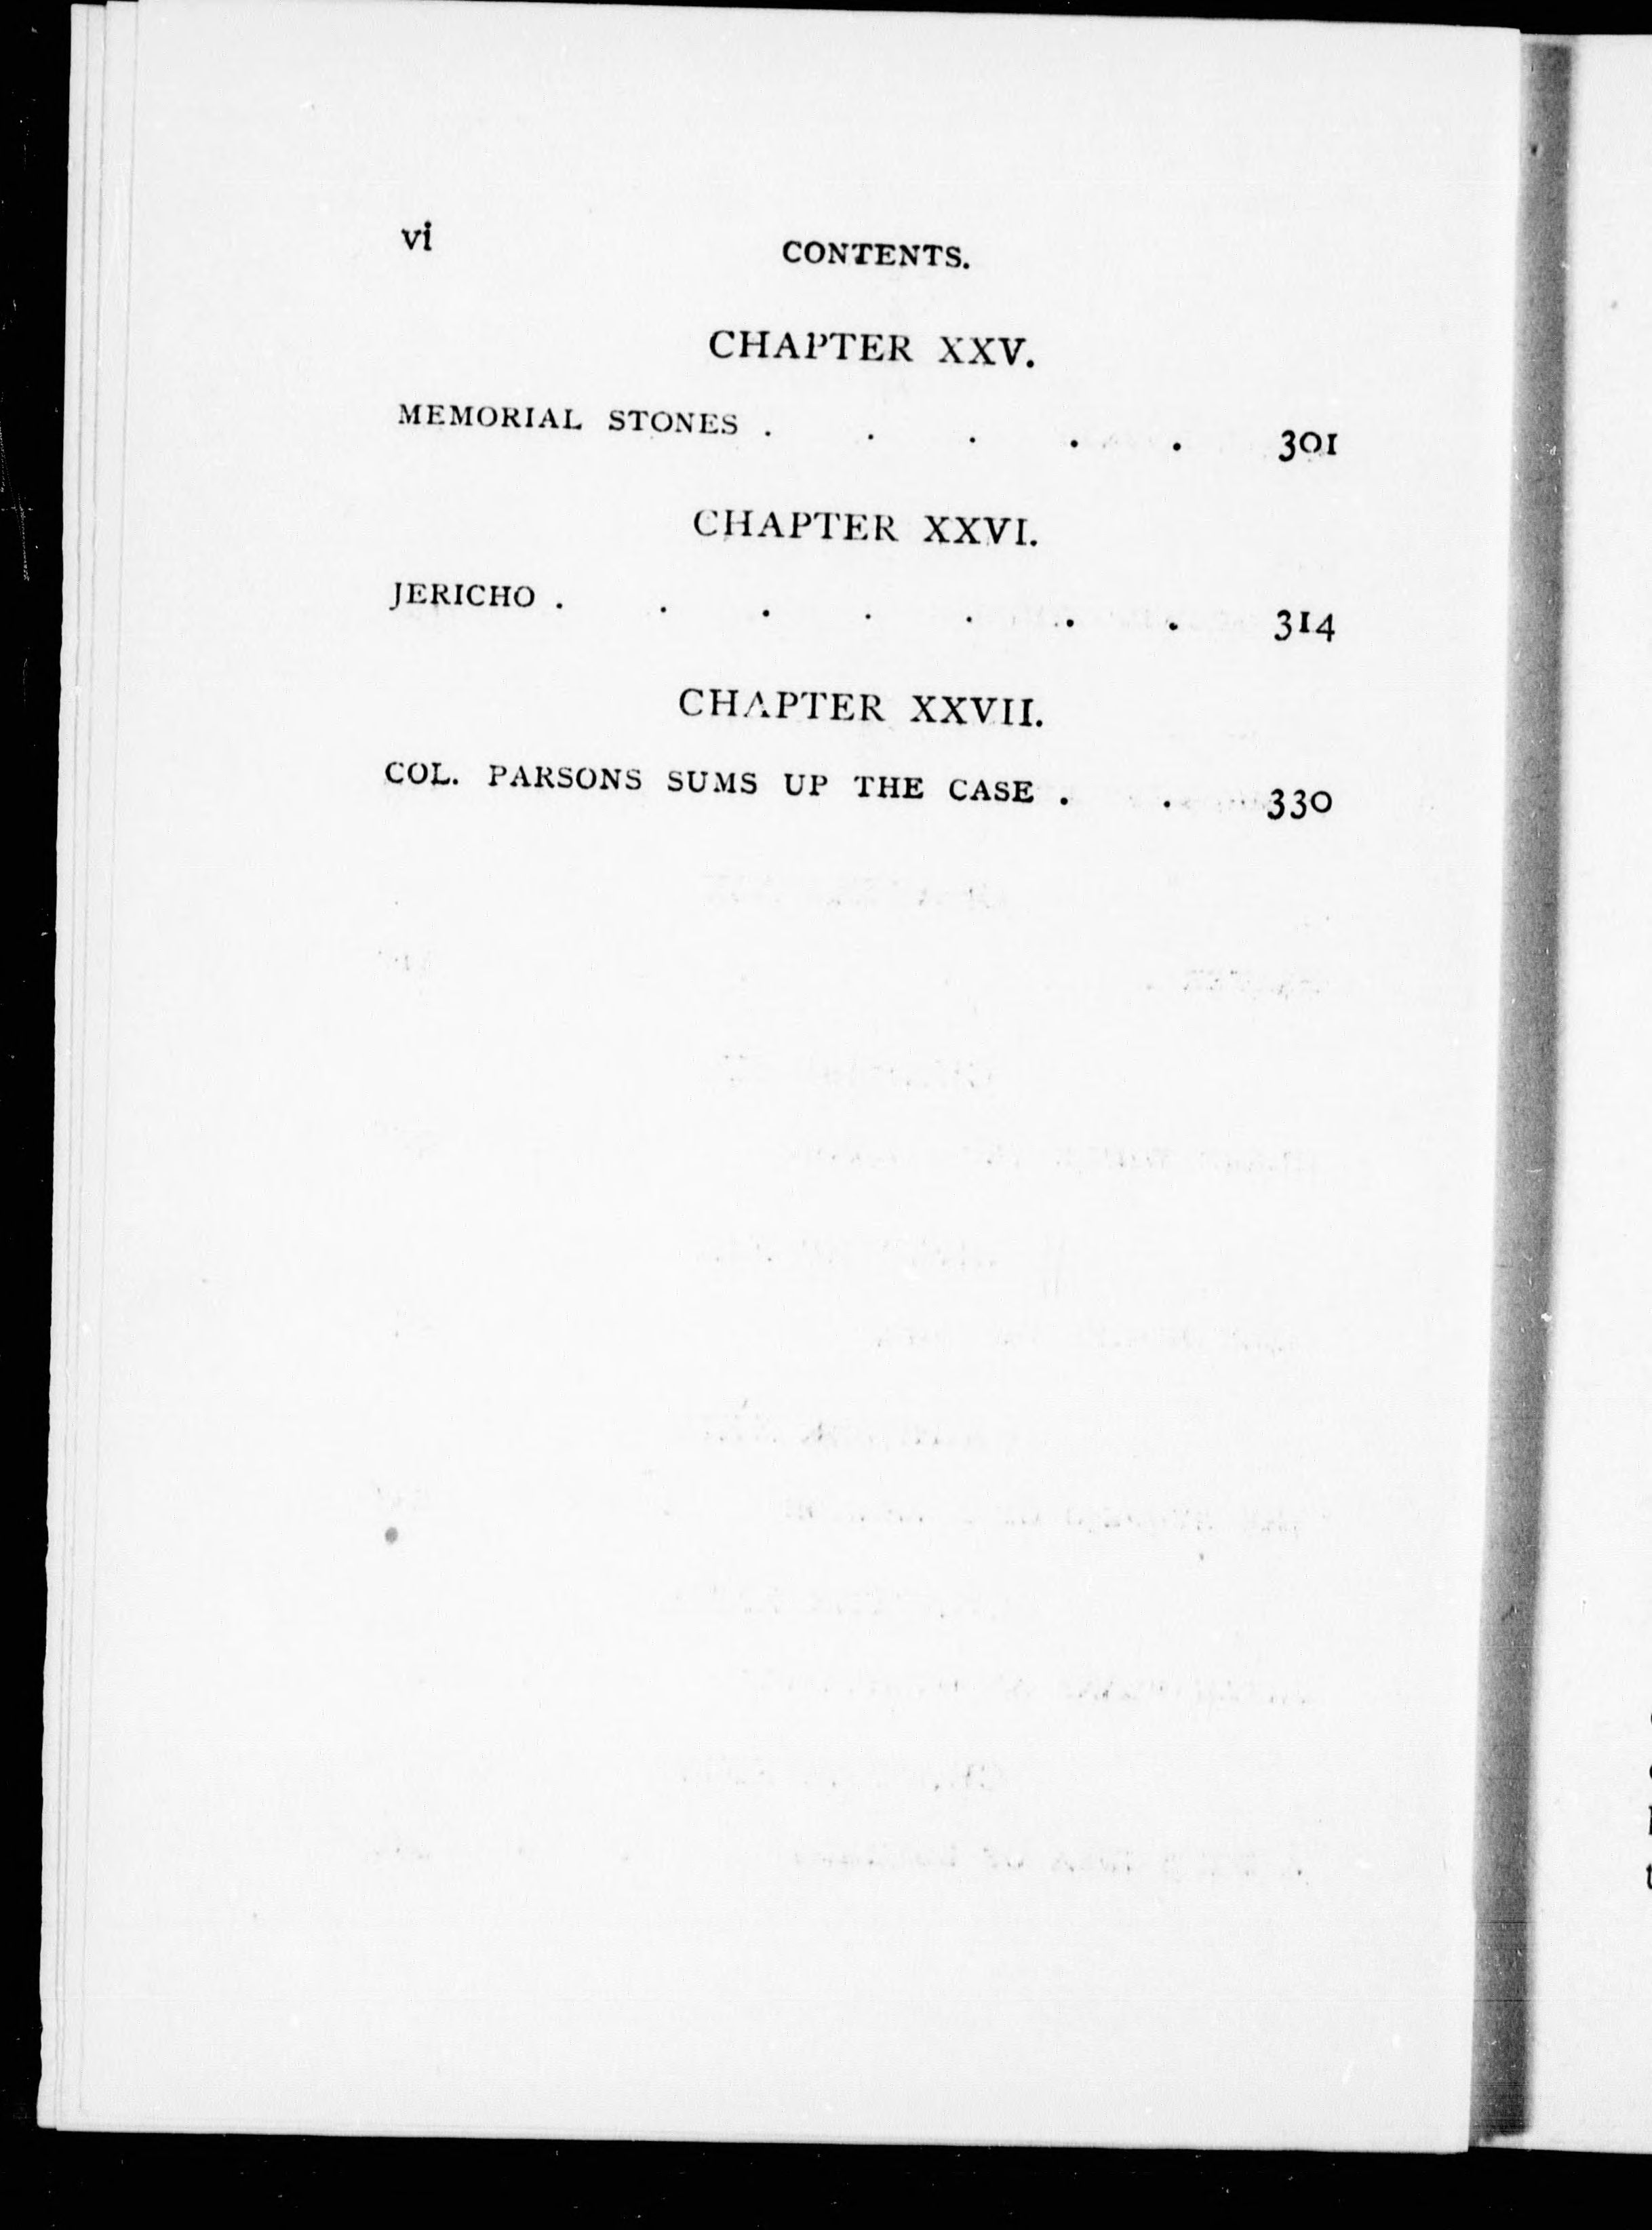 vi
CONTENTS.
CHAPTER XXV.
MEMORIAL STONES . . . . . 301
CHAPTER XXVI.
JERICHO . . . . . . . 314
CHAPTER XXVII.
COL. PARSONS SUMS UP THE CASE . . 330